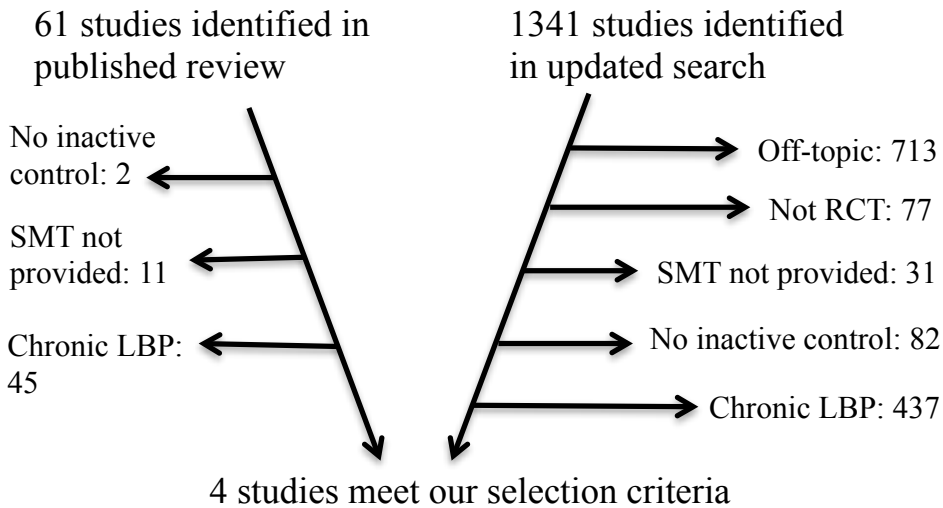 61 studies identified in
published review
No inactive
control: 2
SMT not
provided: 11
Chronic LBP:
45
1341 studies identified
in updated search
Off-topic: 713
Not RCT: 77
SMT not provided: 31
No inactive control: 82
Chronic LBP: 437
4 studies meet our selection criteria